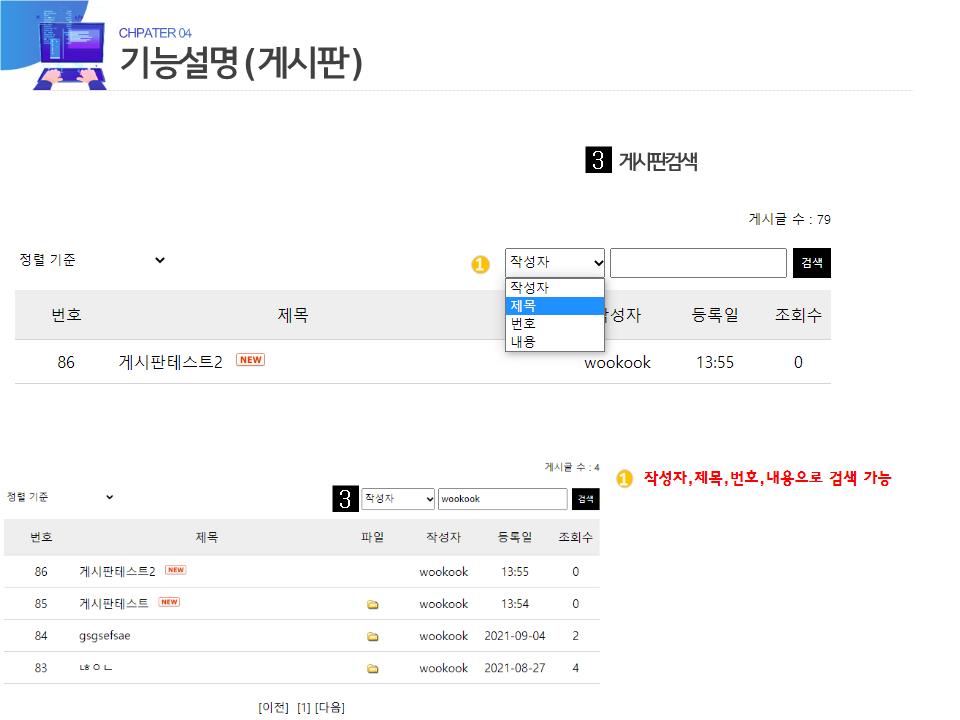 CHPATER 04
기능설명 ( 게시판 )
3 게시판검색
게시글 수 : 79
정렬 기준 1 작성자 검색
작성자
제목
번호
내용
번호 제목 작성자 등록일 조회수
86 게시판테스트2 NEW wookook 13:55 0
게시글 수 : 4
1 작성자,제목,번호,내용으로 검색 가능
정렬 기준 3 작성자 wookook 검색
번호 제목 파일 작성자 등록일 조회수
86 게시판테스트2 NEW wookook 13:55 0
85 게시판테스트 NEW wookook 13:54 0
84 gsgsefsae wookook 2021-09-04 2
83 ㅙㅇㄴ wookook 2021-08-27 4
[이전] [1] [다음]